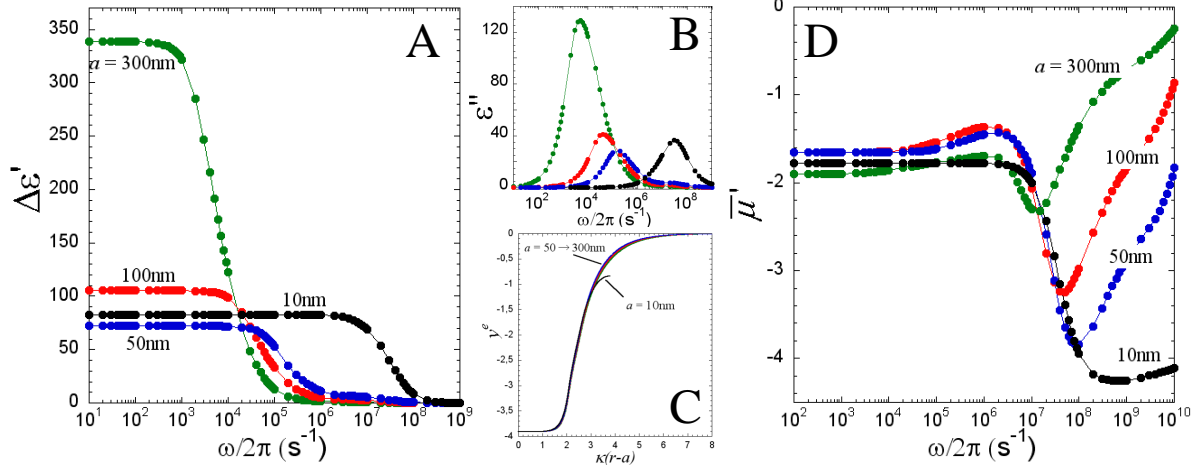 A
350
300
250
200
150
100
50
0
Δε'
a = 300nm
100nm
10nm
50nm
10¹ 10² 10³ 10⁴ 10⁵ 10⁶ 10⁷ 10⁸ 10⁹
ω/2π (s⁻¹)
B
120
80
40
0
ε''
10² 10⁴ 10⁶ 10⁸
ω/2π (s⁻¹)
0
-0,5
-1
-1,5
-2
-2,5
-3
-3,5
-4
yᵉ
a = 50 → 300nm
a = 10nm
C
0 1 2 3 4 5 6 7 8
κ(r-a)
D
0
-1
-2
-3
-4
μ̄'
a = 300nm
100nm
50nm
10nm
10² 10³ 10⁴ 10⁵ 10⁶ 10⁷ 10⁸ 10⁹ 10¹⁰
ω/2π (s⁻¹)